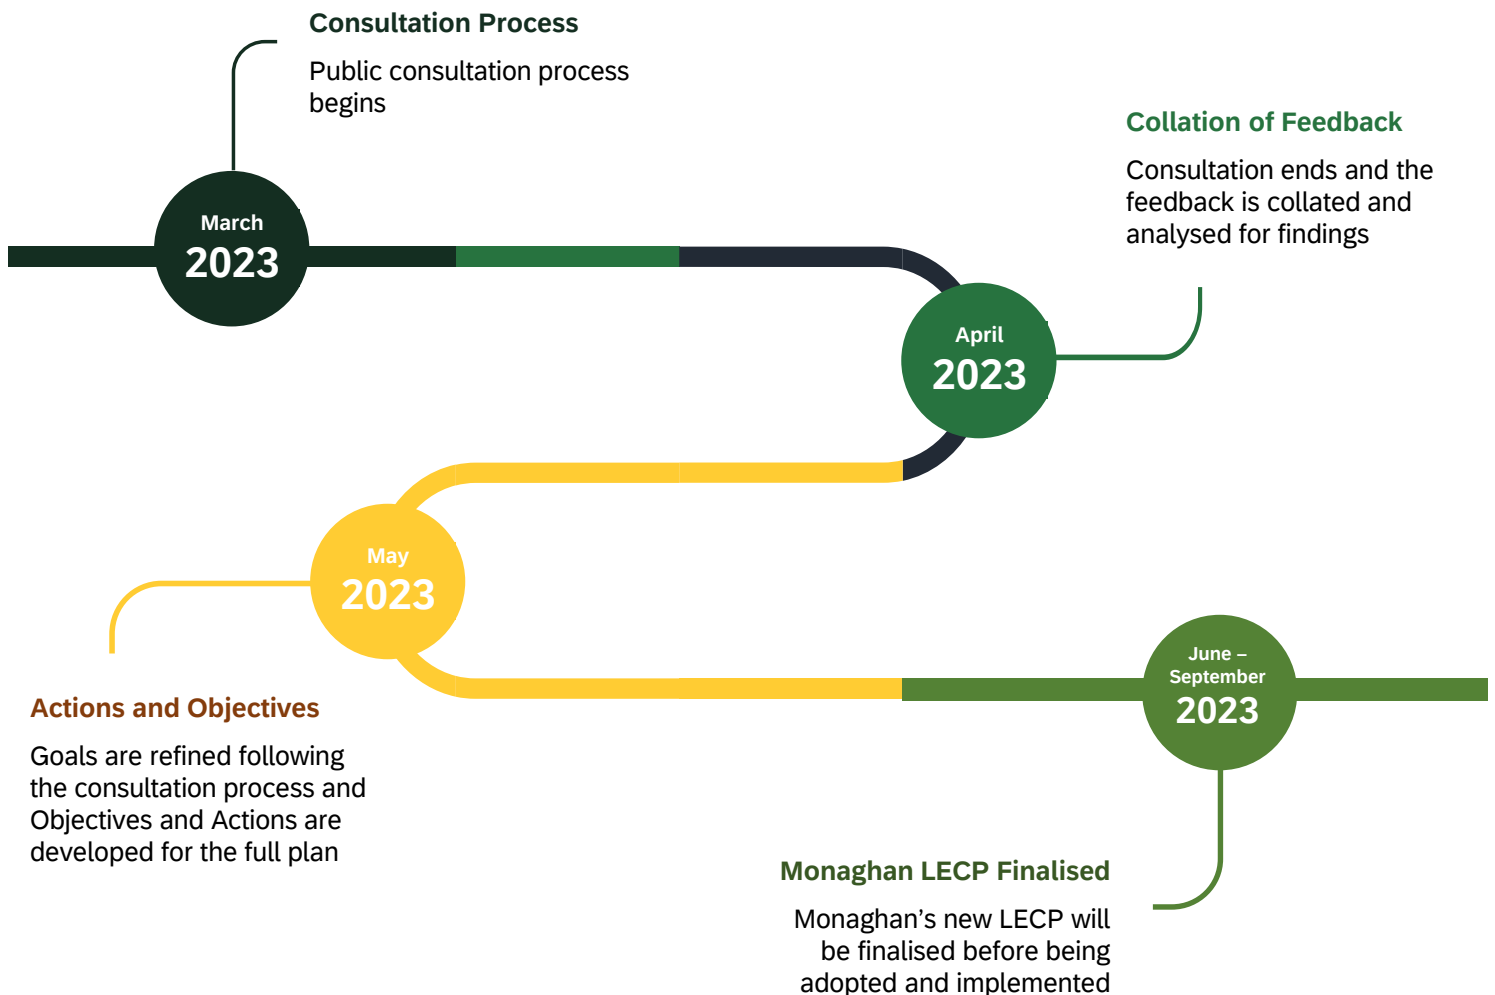 Consultation Process
Public consultation process
begins
March
2023
Collation of Feedback
Consultation ends and the
feedback is collated and
analysed for findings
April
2023
May
2023
Actions and Objectives
Goals are refined following
the consultation process and
Objectives and Actions are
developed for the full plan
June –
September
2023
Monaghan LECP Finalised
Monaghan’s new LECP will
be finalised before being
adopted and implemented